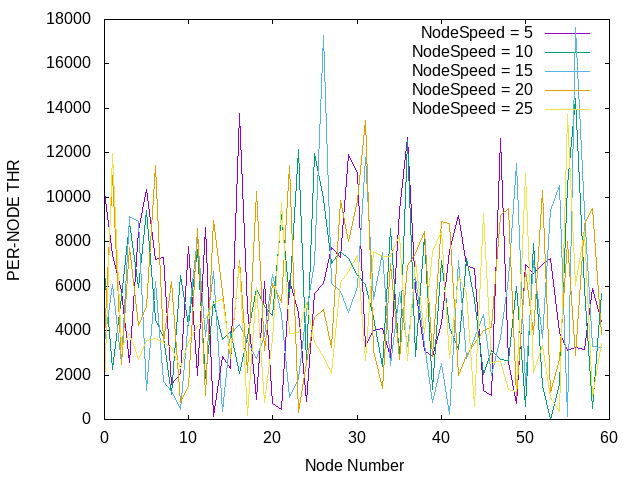 18000
16000
14000
12000
10000
8000
6000
4000
2000
0
PER-NODE THR
NodeSpeed = 5
NodeSpeed = 10
NodeSpeed = 15
NodeSpeed = 20
NodeSpeed = 25
0 10 20 30 40 50 60
Node Number